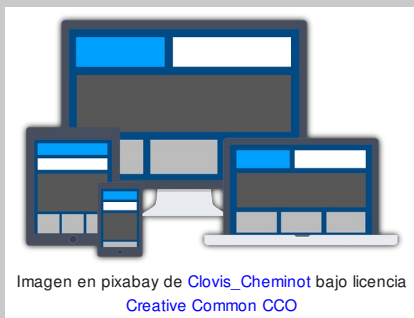 Imagen en pixabay de Clovis_Cheminot bajo licencia
Creative Common CCO